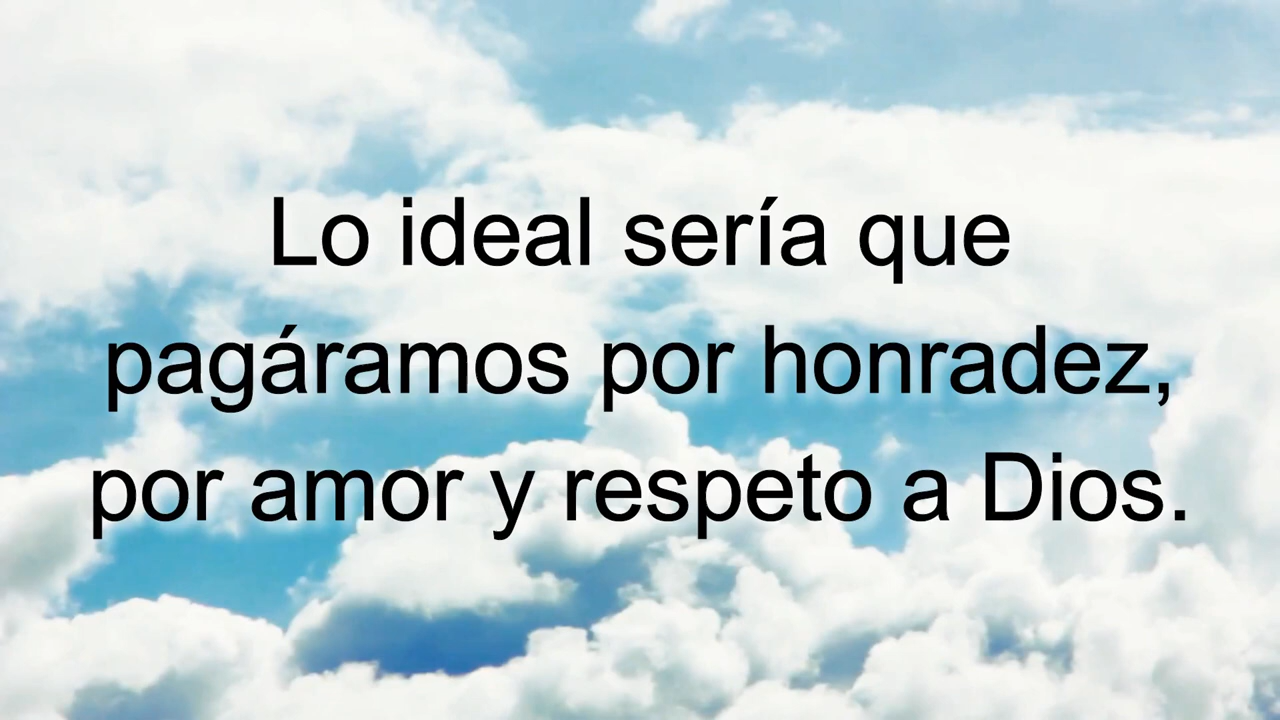 Lo ideal sería que
pagáramos por honradez,
por amor y respeto a Dios.